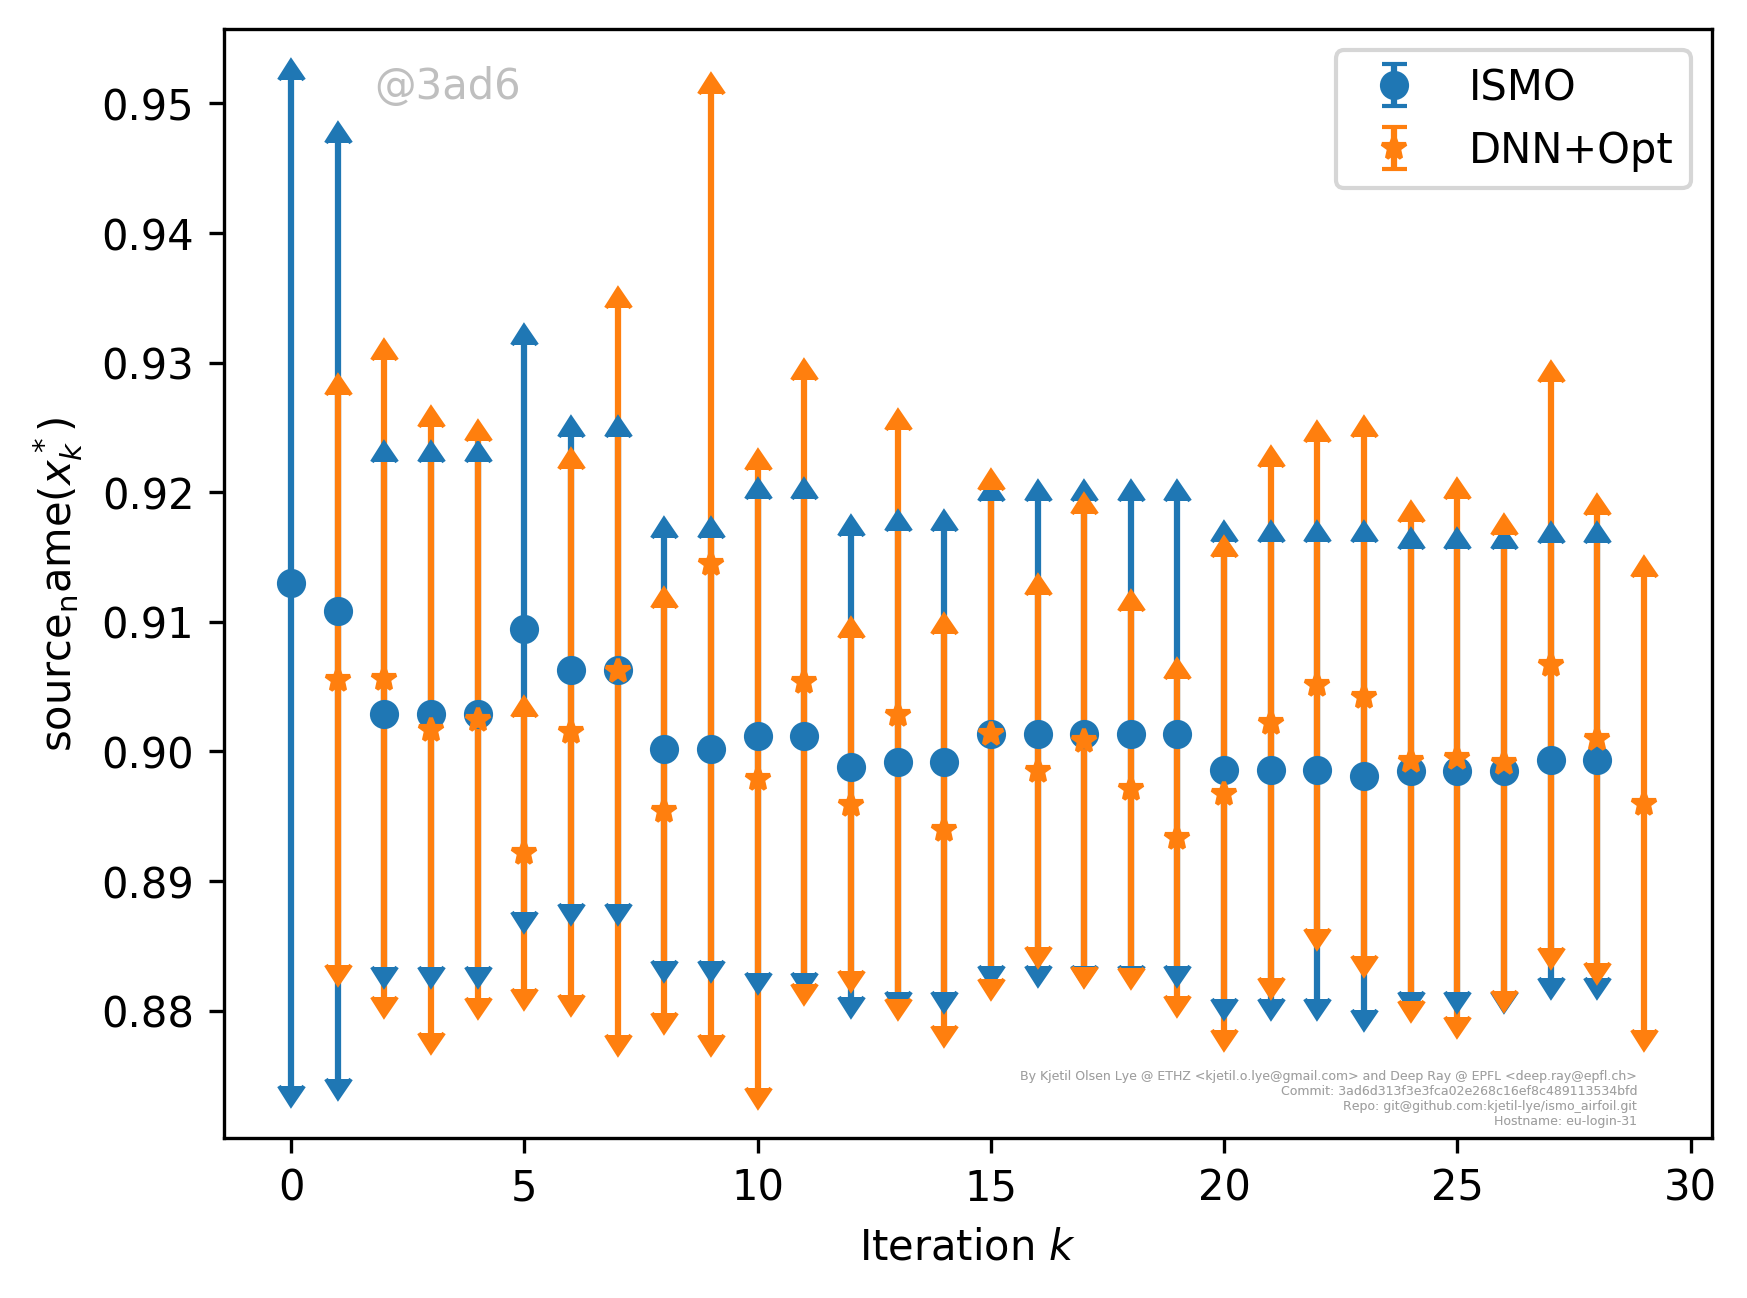 @3ad6
ISMO
DNN+Opt
0.95
0.94
0.93
0.92
0.91
0.90
0.89
0.88
source_name(x_k^*)
By Kjetil Olsen Lye @ ETHZ <kjetil.o.lye@gmail.com> and Deep Ray @ EPFL <deep.ray@epfl.ch>
Commit: 3ad6d313f3e3fca02e268c16ef8c489113534bfd
Repo: git@github.com:kjetil-lye/ismo_airfoil.git
Hostname: eu-login-31
0 5 10 15 20 25 30
Iteration k